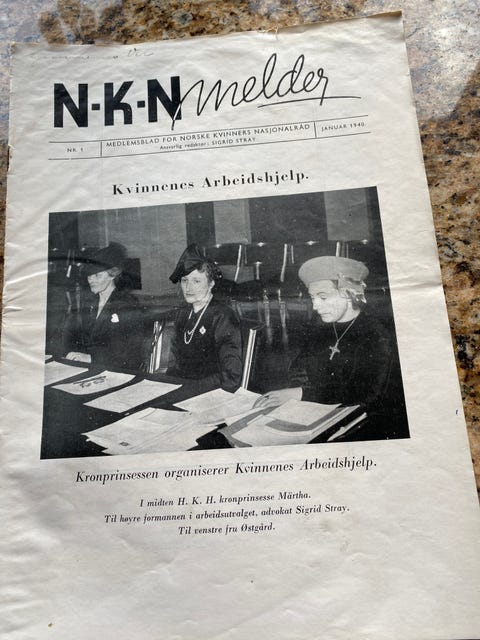 N-K-N melder
NR. 1
MEDLEMSBLAD FOR NORSKE KVINNERS NASJONALRÅD
Ansvarlig redaktør: SIGRID STRAY.
JANUAR 1940.
Kvinnenes Arbeidshjelp.
Kronprinsessen organiserer Kvinnenes Arbeidshjelp.
I midten H. K. H. kronprinsesse Märtha.
Til høyre formannen i arbeidsutvalget, advokat Sigrid Stray.
Til venstre fru Østgård.